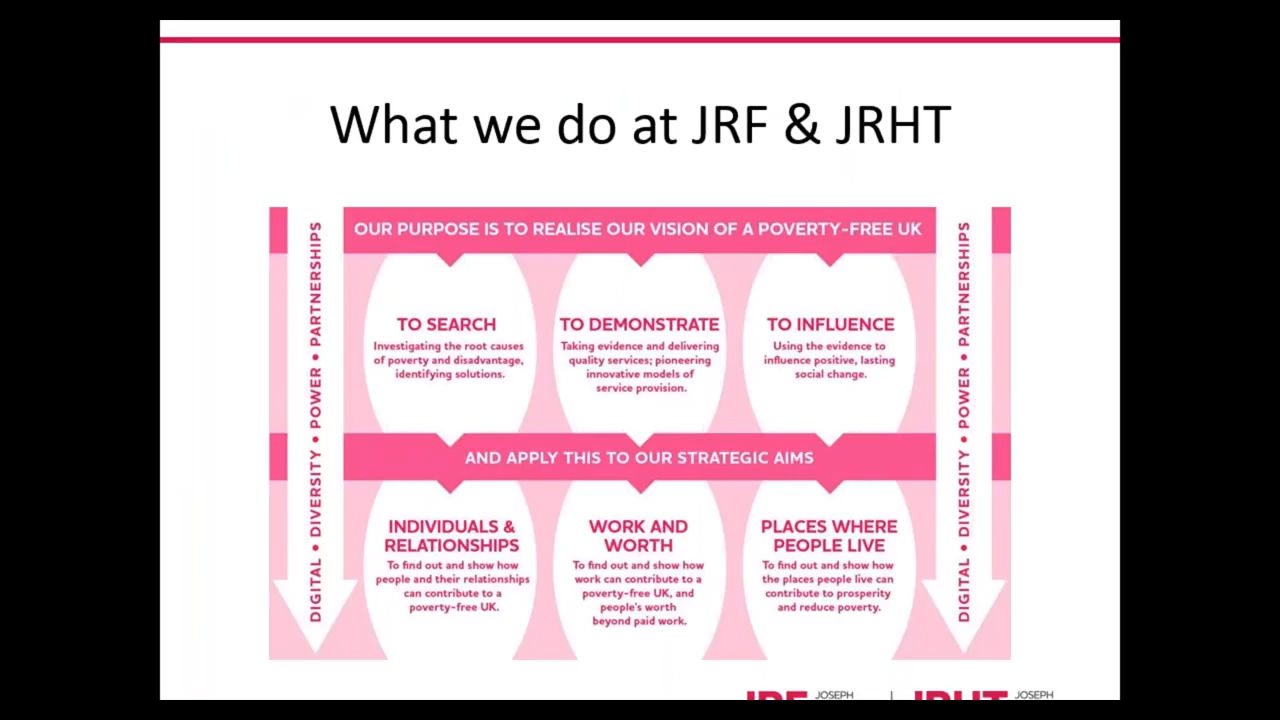 What we do at JRF & JRHT
OUR PURPOSE IS TO REALISE OUR VISION OF A POVERTY-FREE UK
DIGITAL • DIVERSITY • POWER • PARTNERSHIPS
TO SEARCH
Investigating the root causes
of poverty and disadvantage,
identifying solutions.
TO DEMONSTRATE
Taking evidence and delivering
quality services; pioneering
innovative models of
service provision.
TO INFLUENCE
Using the evidence to
influence positive, lasting
social change.
DIGITAL • DIVERSITY • POWER • PARTNERSHIPS
AND APPLY THIS TO OUR STRATEGIC AIMS
INDIVIDUALS &
RELATIONSHIPS
To find out and show how
people and their relationships
can contribute to a
poverty-free UK.
WORK AND
WORTH
To find out and show how
work can contribute to a
poverty-free UK, and
people's worth
beyond paid work.
PLACES WHERE
PEOPLE LIVE
To find out and show how
the places people live can
contribute to prosperity
and reduce poverty.
JRF JOSEPH
JRHT JOSEPH